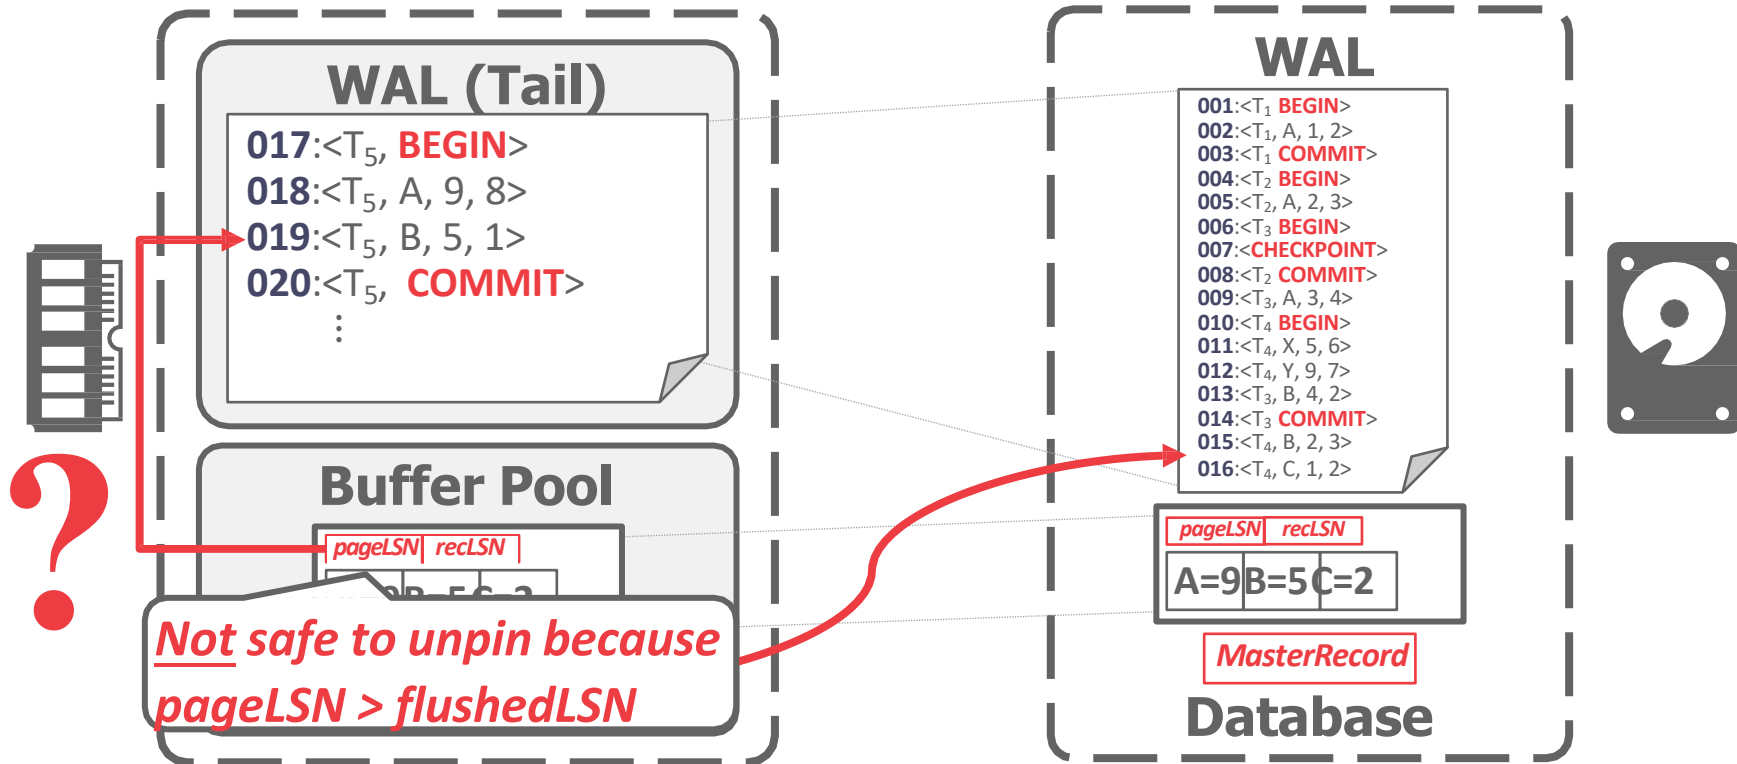 WAL (Tail)
017:<T5, BEGIN>
018:<T5, A, 9, 8>
019:<T5, B, 5, 1>
020:<T5, COMMIT>
⋮
?
Buffer Pool
pageLSN recLSN
Not safe to unpin because
pageLSN > flushedLSN
WAL
001:<T1 BEGIN>
002:<T1, A, 1, 2>
003:<T1 COMMIT>
004:<T2 BEGIN>
005:<T2, A, 2, 3>
006:<T3 BEGIN>
007:<CHECKPOINT>
008:<T2 COMMIT>
009:<T3, A, 3, 4>
010:<T4 BEGIN>
011:<T4, X, 5, 6>
012:<T4, Y, 9, 7>
013:<T3, B, 4, 2>
014:<T3 COMMIT>
015:<T4, B, 2, 3>
016:<T4, C, 1, 2>
pageLSN recLSN
A=9 B=5 C=2
MasterRecord
Database